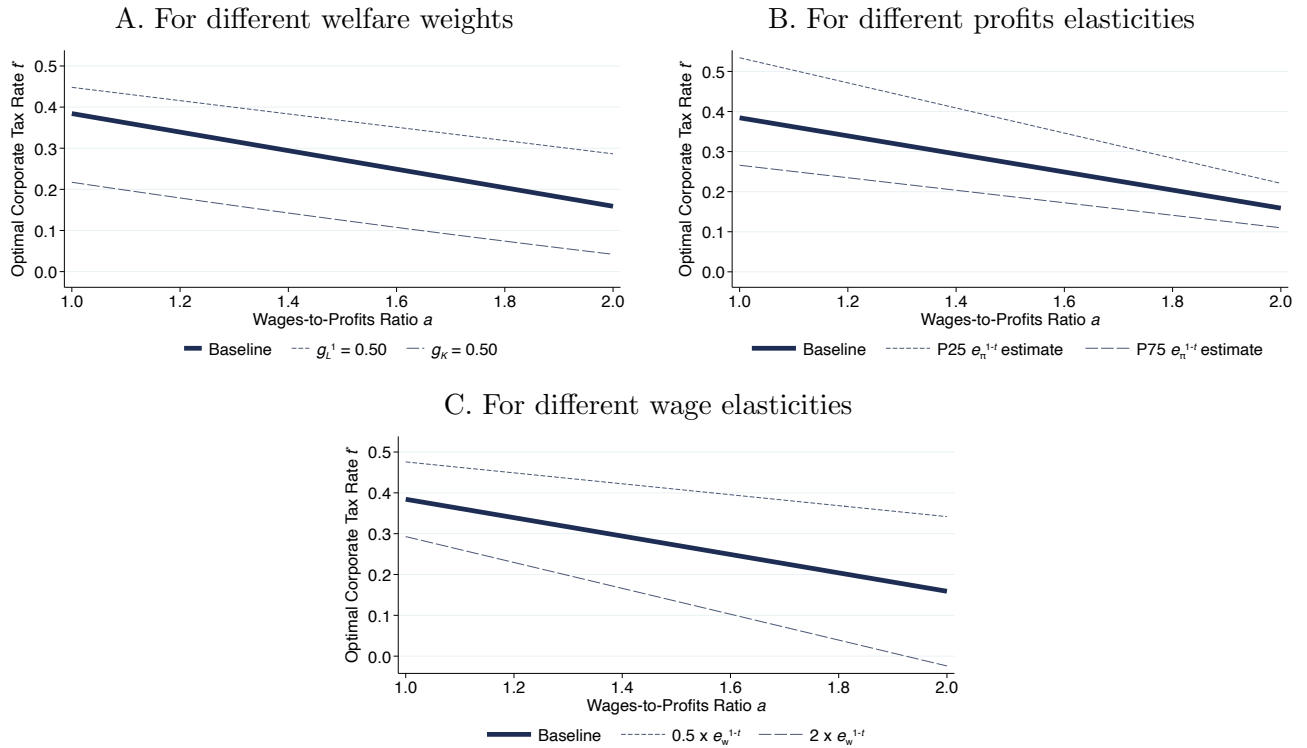 A. For different welfare weights
Optimal Corporate Tax Rate t*
0.5
0.4
0.3
0.2
0.1
0.0
1.0 1.2 1.4 1.6 1.8 2.0
Wages-to-Profits Ratio a
Baseline g_L^1 = 0.50 g_K = 0.50
B. For different profits elasticities
Optimal Corporate Tax Rate t*
0.5
0.4
0.3
0.2
0.1
0.0
1.0 1.2 1.4 1.6 1.8 2.0
Wages-to-Profits Ratio a
Baseline P25 e_π^{1-t} estimate P75 e_π^{1-t} estimate
C. For different wage elasticities
Optimal Corporate Tax Rate t*
0.5
0.4
0.3
0.2
0.1
0.0
1.0 1.2 1.4 1.6 1.8 2.0
Wages-to-Profits Ratio a
Baseline 0.5 x e_w^{1-t} 2 x e_w^{1-t}